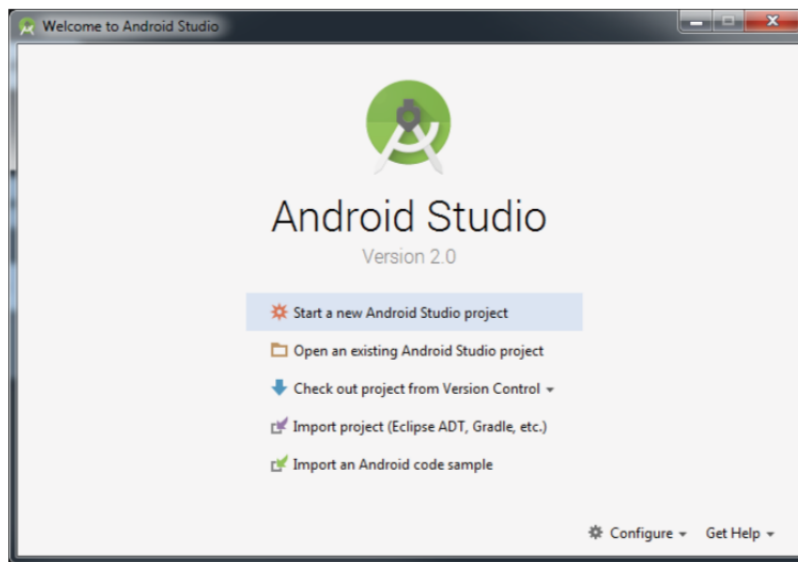 Welcome to Android Studio
Android Studio
Version 2.0
Start a new Android Studio project
Open an existing Android Studio project
Check out project from Version Control
Import project (Eclipse ADT, Gradle, etc.)
Import an Android code sample
Configure Get Help